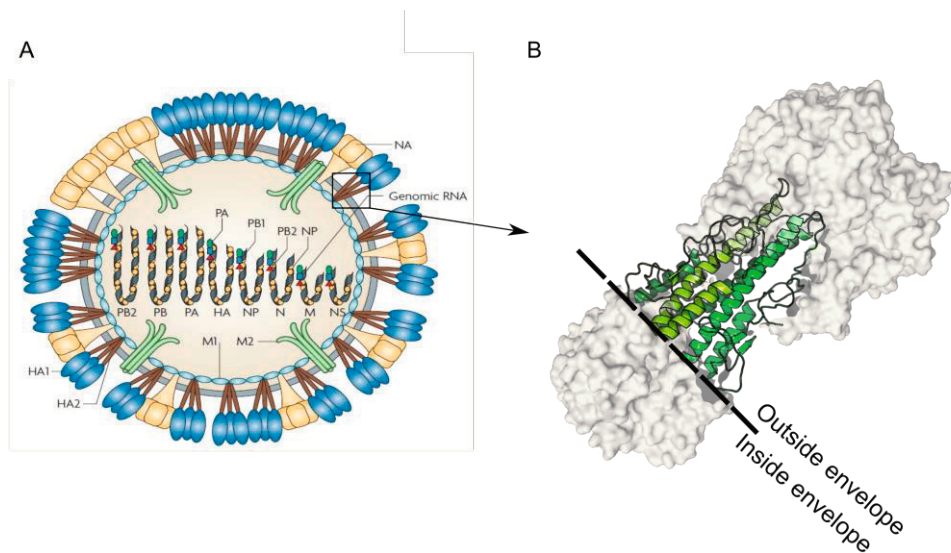 A
B
NA
Genomic RNA
PA
PB1
PB2 NP
PB2 PB PA HA NP N M NS
M1 M2
HA1
HA2
Outside envelope
Inside envelope